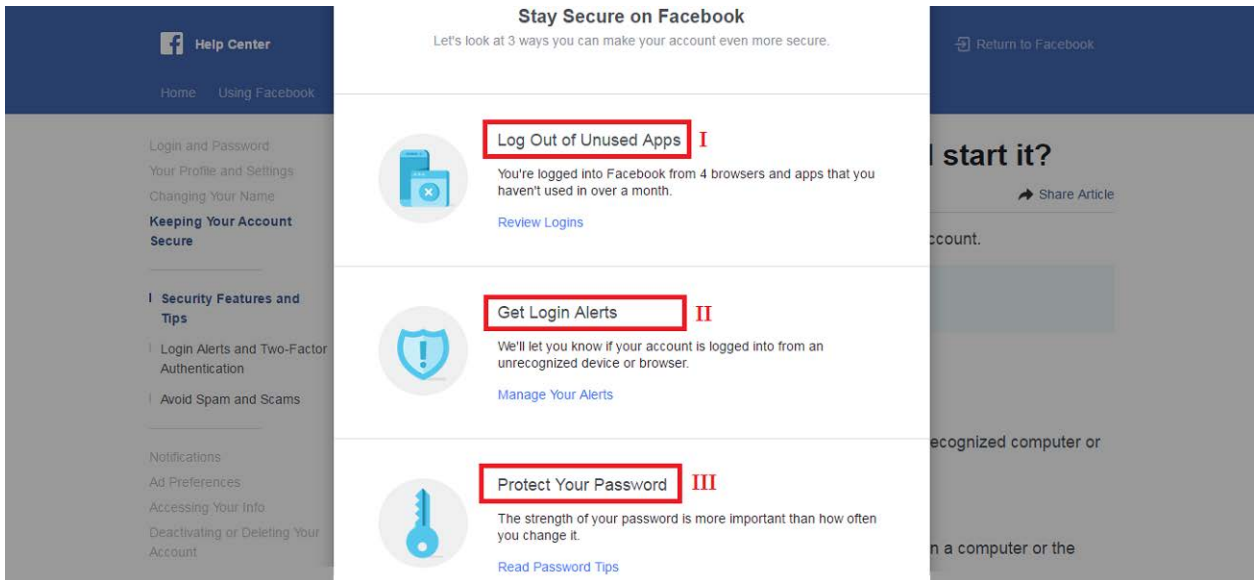 Stay Secure on Facebook
Let's look at 3 ways you can make your account even more secure.
Help Center
Return to Facebook
Home Using Facebook
Login and Password
Your Profile and Settings
Changing Your Name
Keeping Your Account
Secure
Security Features and
Tips
Login Alerts and Two-Factor
Authentication
Avoid Spam and Scams
Notifications
Ad Preferences
Accessing Your Info
Deactivating or Deleting Your
Account
Log Out of Unused Apps I
You're logged into Facebook from 4 browsers and apps that you
haven't used in over a month.
Review Logins
Get Login Alerts II
We'll let you know if your account is logged into from an
unrecognized device or browser.
Manage Your Alerts
Protect Your Password III
The strength of your password is more important than how often
you change it.
Read Password Tips
start it?
Share Article
ccount.
ecognized computer or
n a computer or the